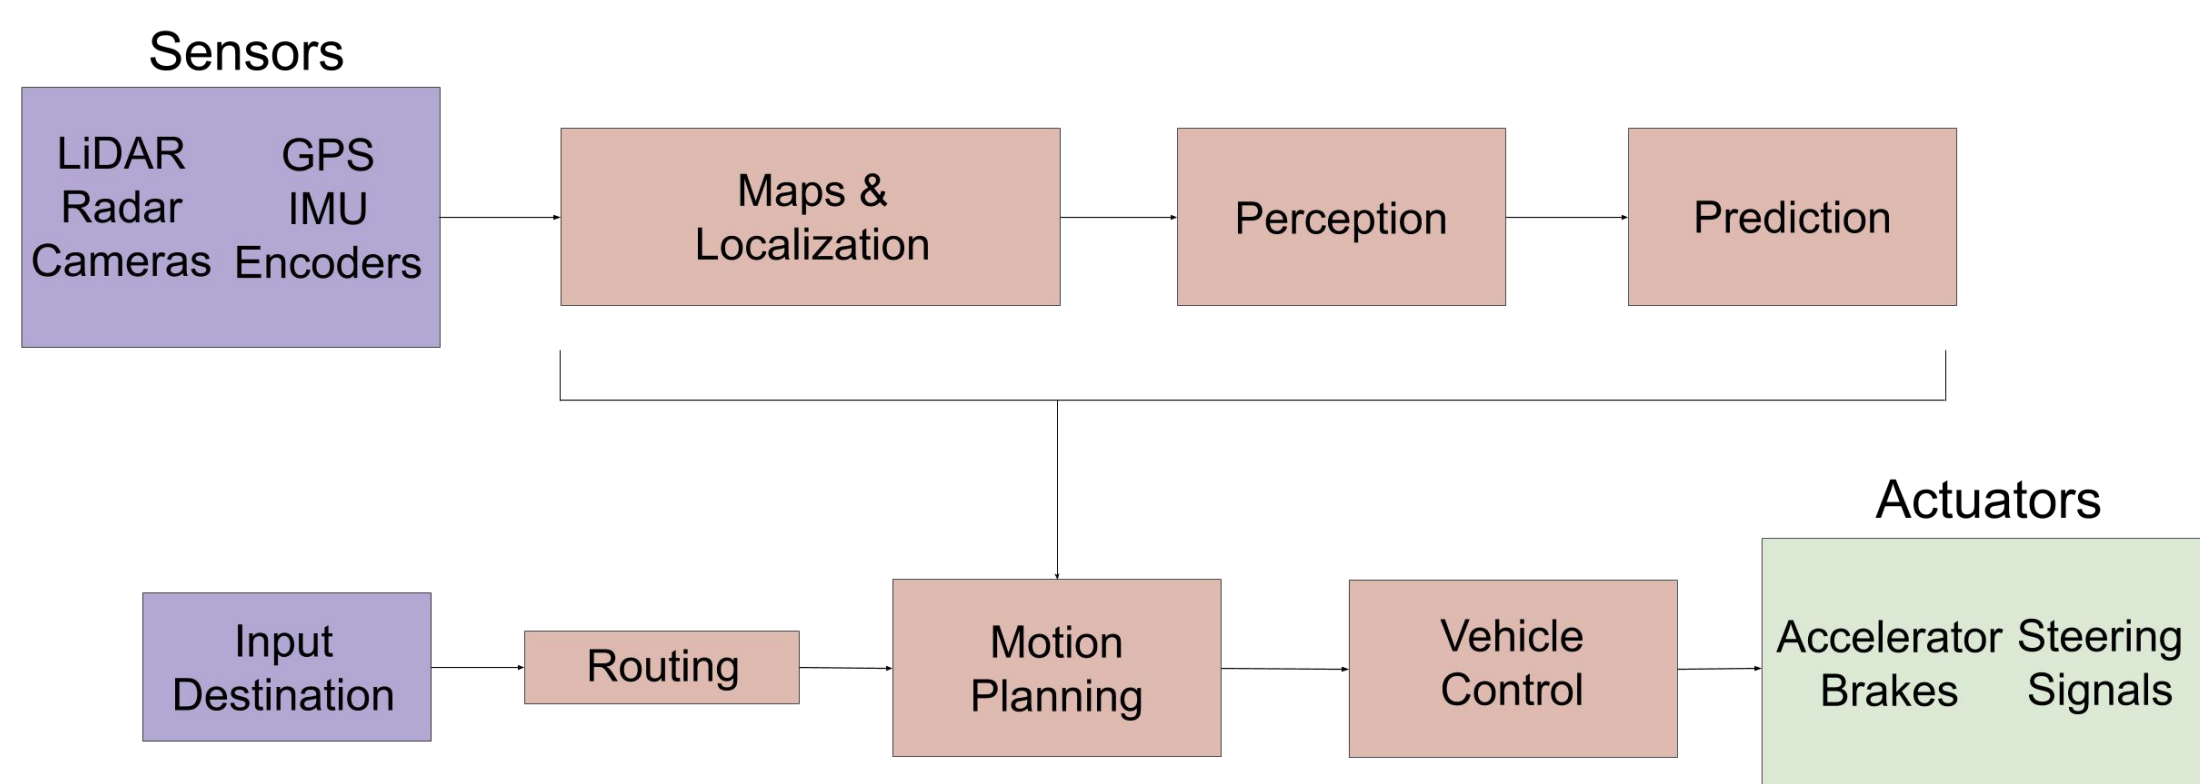 Sensors
LiDAR
Radar
Cameras
GPS
IMU
Encoders
Maps &
Localization
Perception
Prediction
Input
Destination
Routing
Motion
Planning
Vehicle
Control
Actuators
Accelerator
Brakes
Steering
Signals